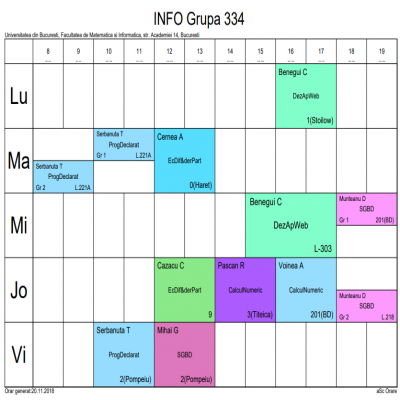 INFO Grupa 334
Universitatea din Bucuresti, Facultatea de Matematica si Informatica, str. Academiei 14, Bucuresti
8 9 10 11 12 13 14 15 16 17 18 19
Lu
Benegui C
DezApWeb
1(Stoilow)
Ma
Serbanuta T
ProgDeclarat
Gr 2 L.221A
Serbanuta T
ProgDeclarat
Gr 1 L.221A
Cernea A
EcDif&derPart
0(Haret)
Mi
Benegui C
DezApWeb
L-303
Munteanu D
SGBD
Gr 1 201(BD)
Jo
Cazacu C
EcDif&derPart
9
Pascan R
CalculNumeric
3(Titeica)
Voinea A
CalculNumeric
201(BD)
Munteanu D
SGBD
Gr 2 L.218
Vi
Serbanuta T
ProgDeclarat
2(Pompeiu)
Mihai G
SGBD
2(Pompeiu)
Orar generat:20.11.2018
aSc Orare